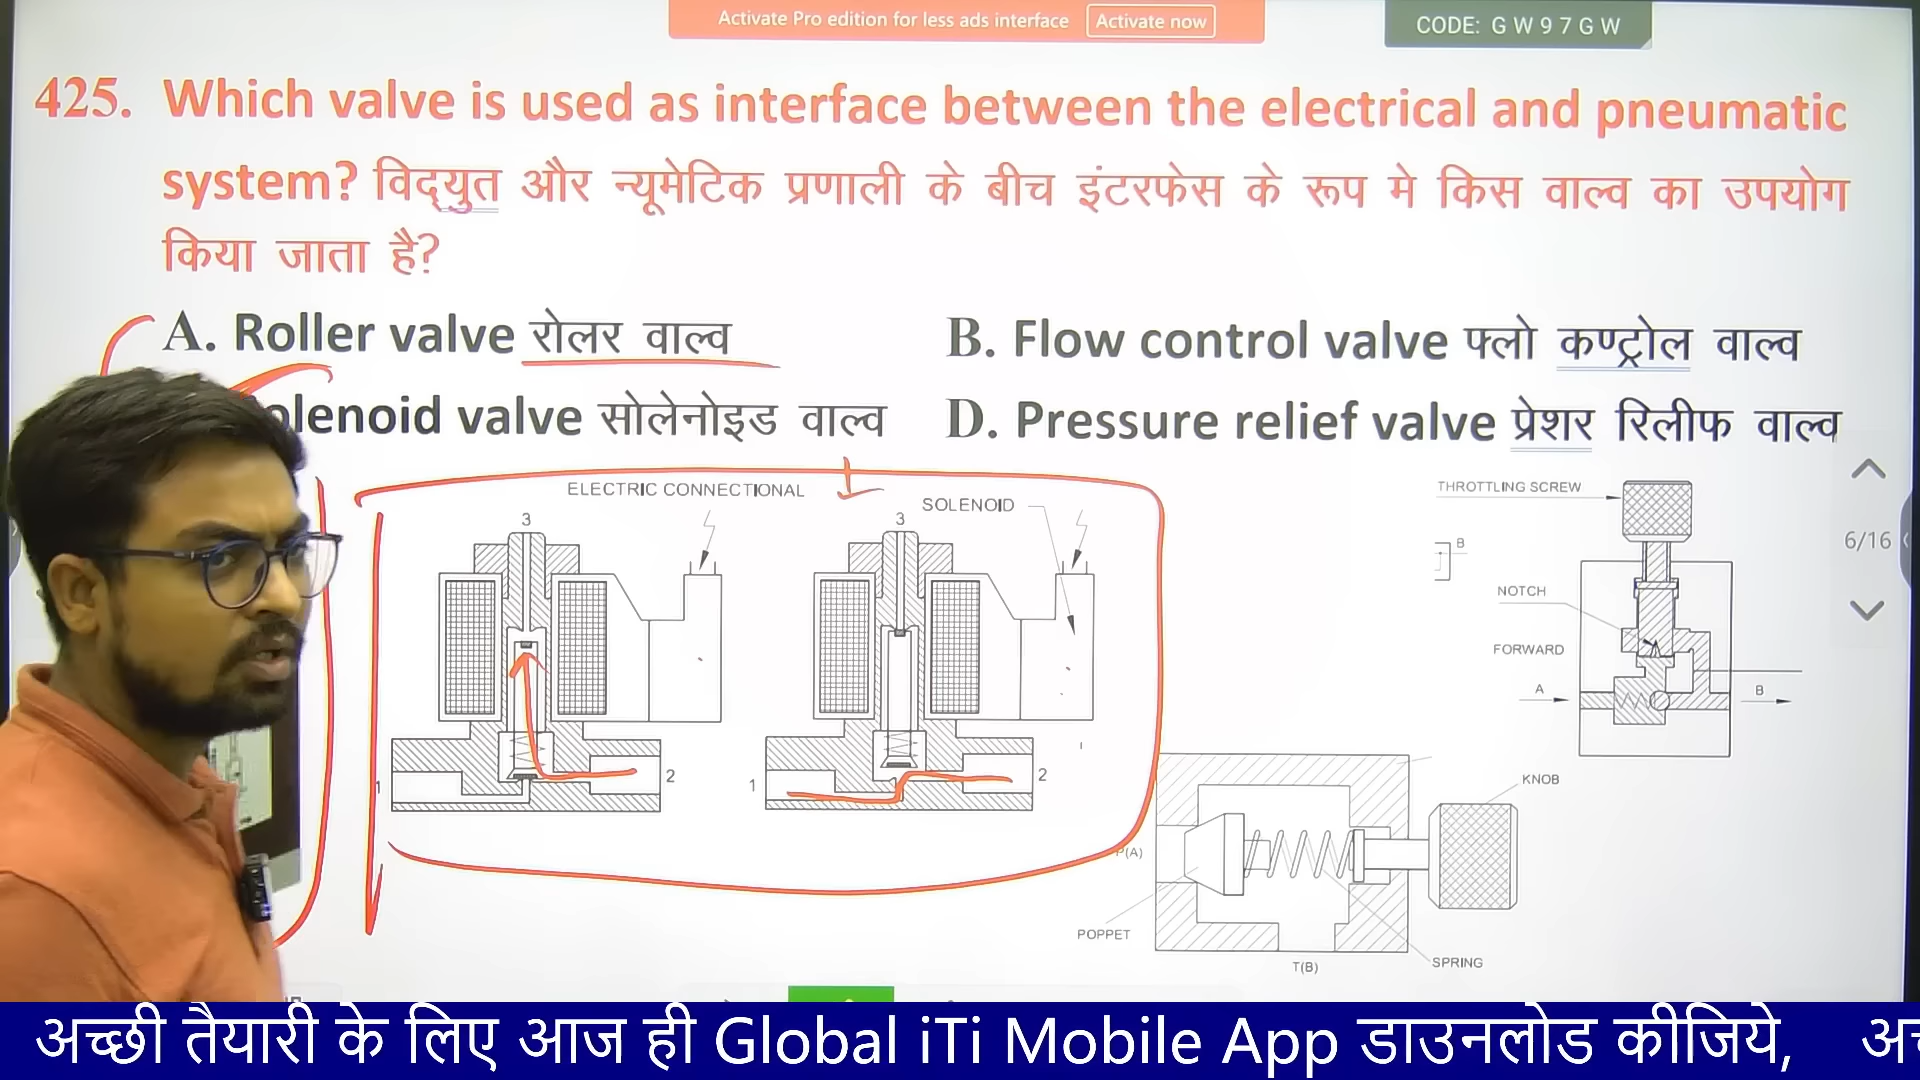 Activate Pro edition for less ads interface Activate now
CODE: G W 9 7 G W
425. Which valve is used as interface between the electrical and pneumatic
system? विद्युत और न्यूमेटिक प्रणाली के बीच इंटरफेस के रूप मे किस वाल्व का उपयोग
किया जाता है?
A. Roller valve रोलर वाल्व
B. Flow control valve फ्लो कण्ट्रोल वाल्व
olenoid valve सोलेनोइड वाल्व
D. Pressure relief valve प्रेशर रिलीफ वाल्व
ELECTRIC CONNECTIONAL
SOLENOID
3
3
1
2
1
2
THROTTLING SCREW
B
6/16
NOTCH
FORWARD
A
B
KNOB
P(A)
POPPET
T(B)
SPRING
अच्छी तैयारी के लिए आज ही Global iTi Mobile App डाउनलोड कीजिये,